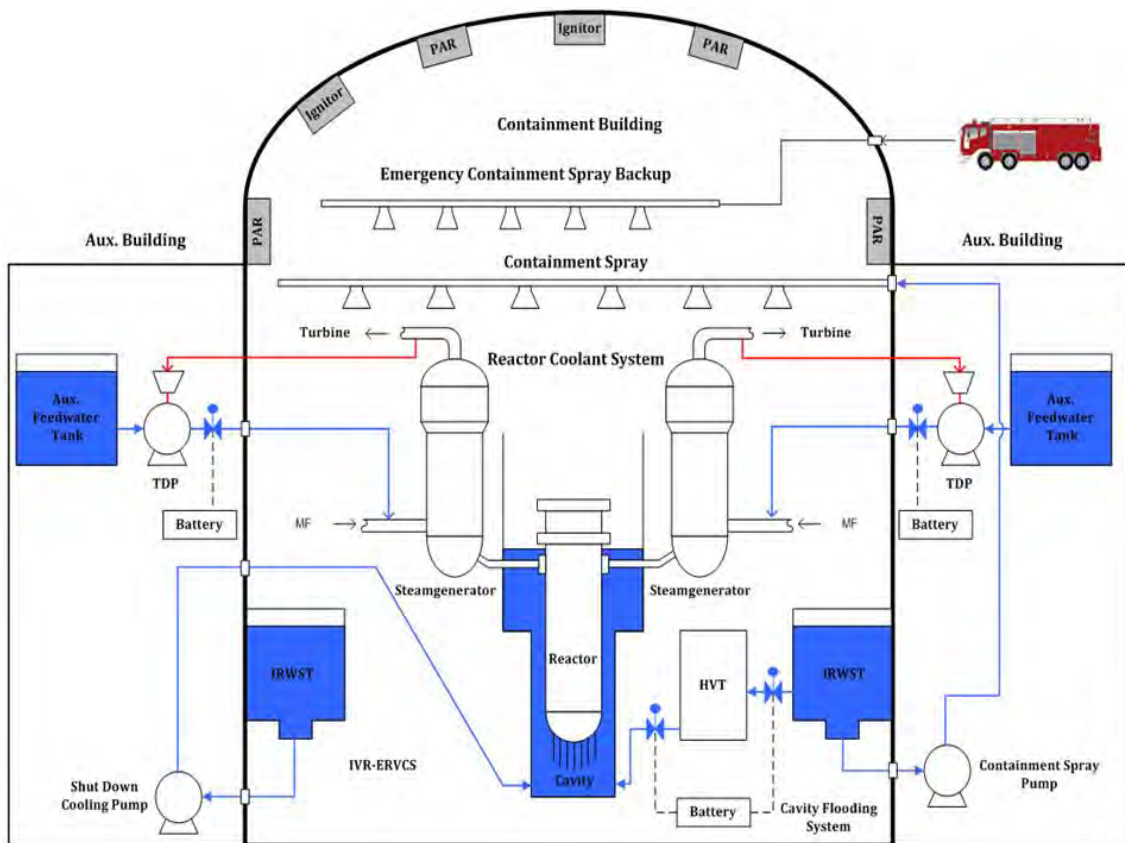 Ignitor
PAR
PAR
Ignitor
Containment Building
Emergency Containment Spray Backup
PAR
PAR
Aux. Building
Aux. Building
Containment Spray
Turbine
Turbine
Reactor Coolant System
Aux.
Feedwater
Tank
Aux.
Feedwater
Tank
TDP
TDP
Battery
MF
MF
Battery
Steamgenerator
Steamgenerator
Reactor
IRWST
HVT
IRWST
IVR-ERVCS
Cavity
Shut Down
Cooling Pump
Battery
Cavity Flooding
System
Containment Spray
Pump